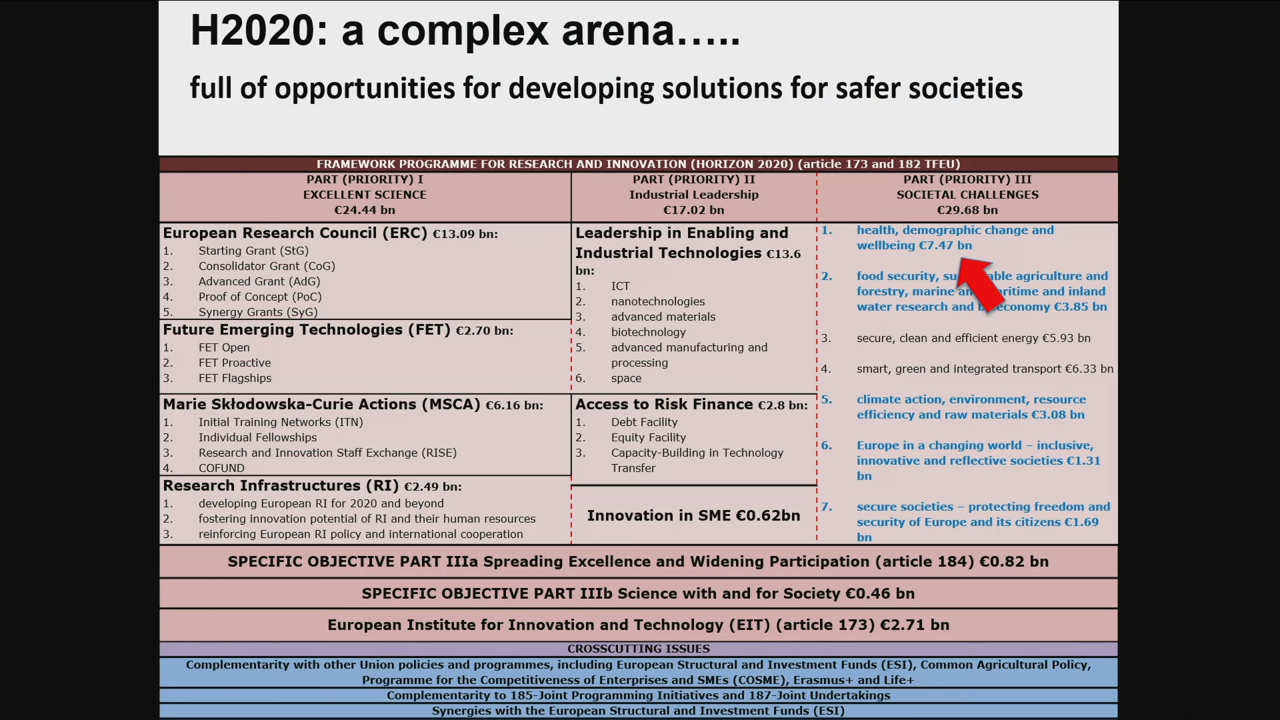 H2020: a complex arena…..
full of opportunities for developing solutions for safer societies
FRAMEWORK PROGRAMME FOR RESEARCH AND INNOVATION (HORIZON 2020) (article 173 and 182 TFEU)
PART (PRIORITY) I
EXCELLENT SCIENCE
€24.44 bn
European Research Council (ERC) €13.09 bn:
1. Starting Grant (StG)
2. Consolidator Grant (CoG)
3. Advanced Grant (AdG)
4. Proof of Concept (PoC)
5. Synergy Grants (SyG)
Future Emerging Technologies (FET) €2.70 bn:
1. FET Open
2. FET Proactive
3. FET Flagships
Marie Skłodowska-Curie Actions (MSCA) €6.16 bn:
1. Initial Training Networks (ITN)
2. Individual Fellowships
3. Research and Innovation Staff Exchange (RISE)
4. COFUND
Research Infrastructures (RI) €2.49 bn:
1. developing European RI for 2020 and beyond
2. fostering innovation potential of RI and their human resources
3. reinforcing European RI policy and international cooperation
PART (PRIORITY) II
Industrial Leadership
€17.02 bn
Leadership in Enabling and
Industrial Technologies €13.6
bn:
1. ICT
2. nanotechnologies
3. advanced materials
4. biotechnology
5. advanced manufacturing and
processing
6. space
Access to Risk Finance €2.8 bn:
1. Debt Facility
2. Equity Facility
3. Capacity-Building in Technology
Transfer
Innovation in SME €0.62bn
PART (PRIORITY) III
SOCIETAL CHALLENGES
€29.68 bn
1. health, demographic change and
wellbeing €7.47 bn
2. food security, agriculture and
forestry, marine and inland
water research and €3.85 bn
3. secure, clean and efficient energy €5.93 bn
4. smart, green and integrated transport €6.33 bn
5. climate action, environment, resource
efficiency and raw materials €3.08 bn
6. Europe in a changing world – inclusive,
innovative and reflective societies €1.31
bn
7. secure societies – protecting freedom and
security of Europe and its citizens €1.69
bn
SPECIFIC OBJECTIVE PART IIIa Spreading Excellence and Widening Participation (article 184) €0.82 bn
SPECIFIC OBJECTIVE PART IIIb Science with and for Society €0.46 bn
European Institute for Innovation and Technology (EIT) (article 173) €2.71 bn
CROSSCUTTING ISSUES
Complementarity with other Union policies and programmes, including European Structural and Investment Funds (ESI), Common Agricultural Policy,
Programme for the Competitiveness of Enterprises and SMEs (COSME), Erasmus+ and Life+
Complementarity to 185-Joint Programming Initiatives and 187-Joint Undertakings
Synergies with the European Structural and Investment Funds (ESI)